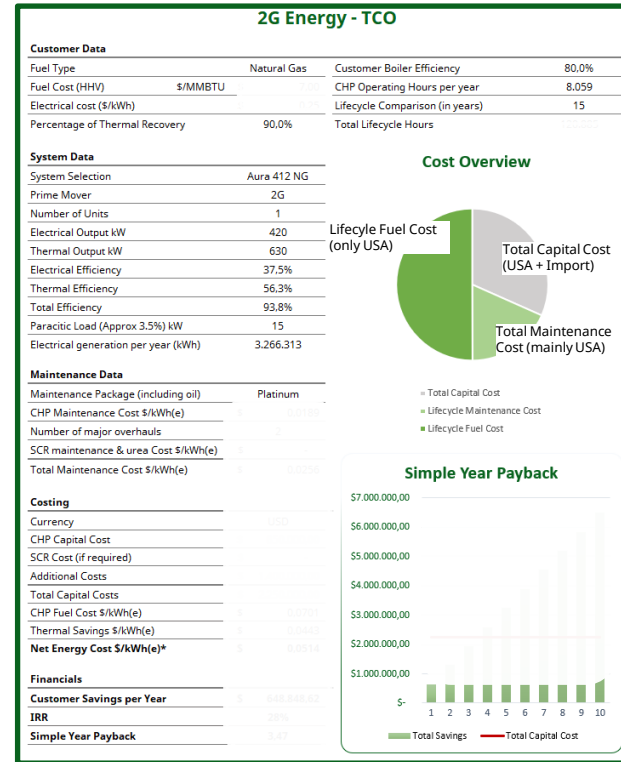 2G Energy - TCO
Customer Data
Fuel Type Natural Gas
Fuel Cost (HHV) $/MMBTU
Electrical cost ($/kWh)
Percentage of Thermal Recovery 90,0%
Customer Boiler Efficiency 80,0%
CHP Operating Hours per year 8.059
Lifecycle Comparison (in years) 15
Total Lifecycle Hours
System Data
System Selection Aura 412 NG
Prime Mover 2G
Number of Units 1
Electrical Output kW 420
Thermal Output kW 630
Electrical Efficiency 37,5%
Thermal Efficiency 56,3%
Total Efficiency 93,8%
Paracitic Load (Approx 3.5%) kW 15
Electrical generation per year (kWh) 3.266.313
Maintenance Data
Maintenance Package (including oil) Platinum
CHP Maintenance Cost $/kWh(e)
Number of major overhauls
SCR maintenance & urea Cost $/kWh(e)
Total Maintenance Cost $/kWh(e)
Costing
Currency
CHP Capital Cost
SCR Cost (if required)
Additional Costs
Total Capital Costs
CHP Fuel Cost $/kWh(e)
Thermal Savings $/kWh(e)
Net Energy Cost $/kWh(e)*
Financials
Customer Savings per Year
IRR
Simple Year Payback
Cost Overview
Lifecyle Fuel Cost
(only USA)
Total Capital Cost
(USA + Import)
Total Maintenance
Cost (mainly USA)
Total Capital Cost
Lifecycle Maintenance Cost
Lifecycle Fuel Cost
Simple Year Payback
$7.000.000,00
$6.000.000,00
$5.000.000,00
$4.000.000,00
$3.000.000,00
$2.000.000,00
$1.000.000,00
$-
1 2 3 4 5 6 7 8 9 10
Total Savings Total Capital Cost